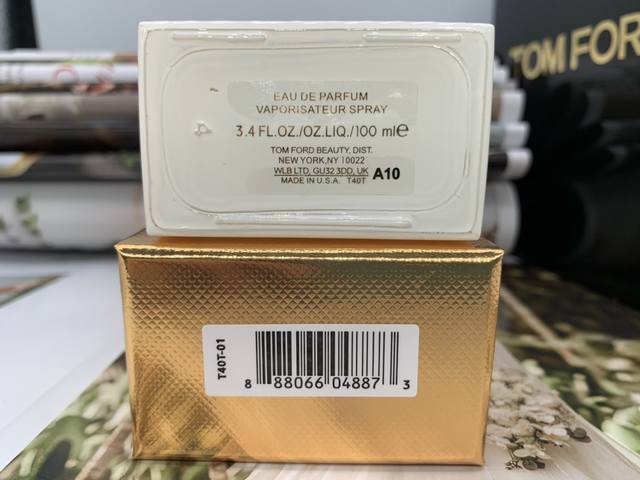 TOM FOR
EAU DE PARFUM
VAPORISATEUR SPRAY
3.4 FL.OZ./OZ.LIQ./100 ml℮
TOM FORD BEAUTY, DIST.
NEW YORK,NY 10022
WLB LTD, GU32 3DD, UK A10
MADE IN U.S.A. T40T
T40T-01
8 88066 04887 3